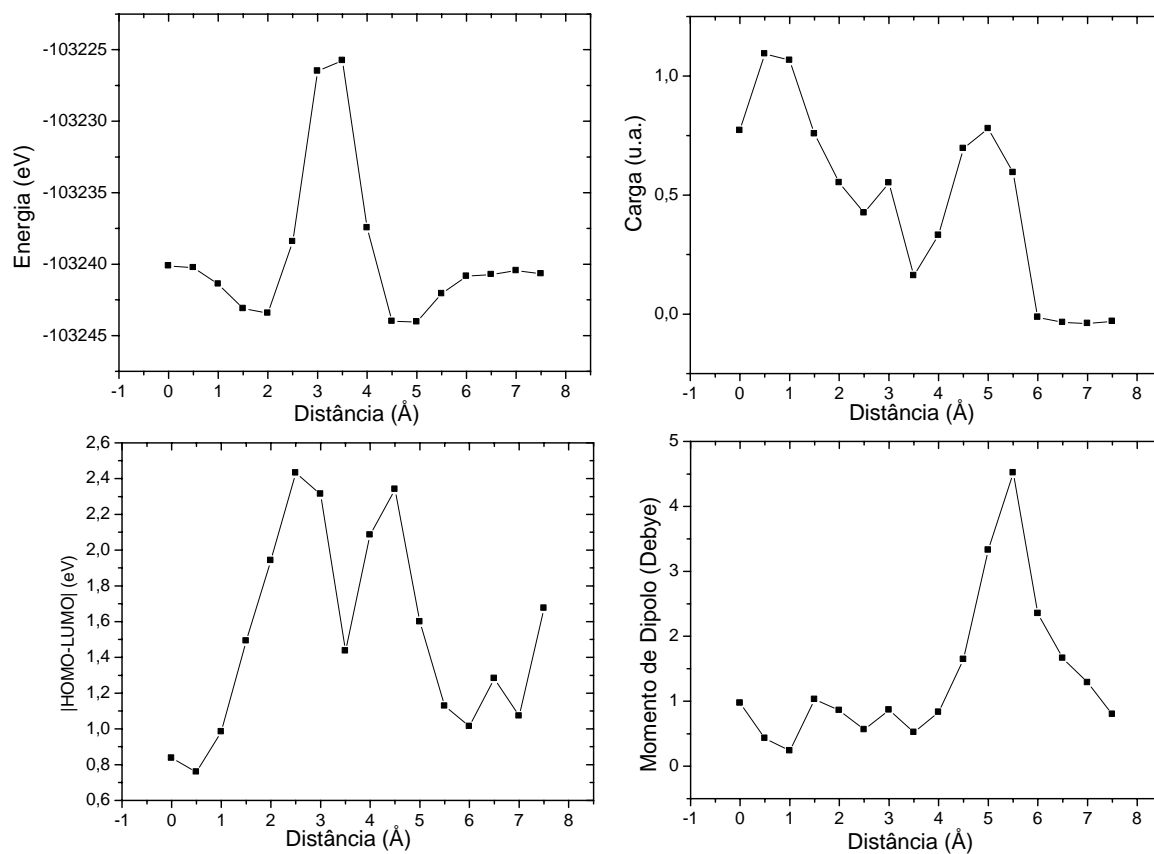 Energia (eV)
-103225
-103230
-103235
-103240
-103245
-1 0 1 2 3 4 5 6 7 8
Distância (Å)
Carga (u.a.)
1,0
0,5
0,0
-1 0 1 2 3 4 5 6 7 8
Distância (Å)
|HOMO-LUMO| (eV)
2,6
2,4
2,2
2,0
1,8
1,6
1,4
1,2
1,0
0,8
0,6
-1 0 1 2 3 4 5 6 7 8
Distância (Å)
Momento de Dipolo (Debye)
5
4
3
2
1
0
-1 0 1 2 3 4 5 6 7 8
Distância (Å)